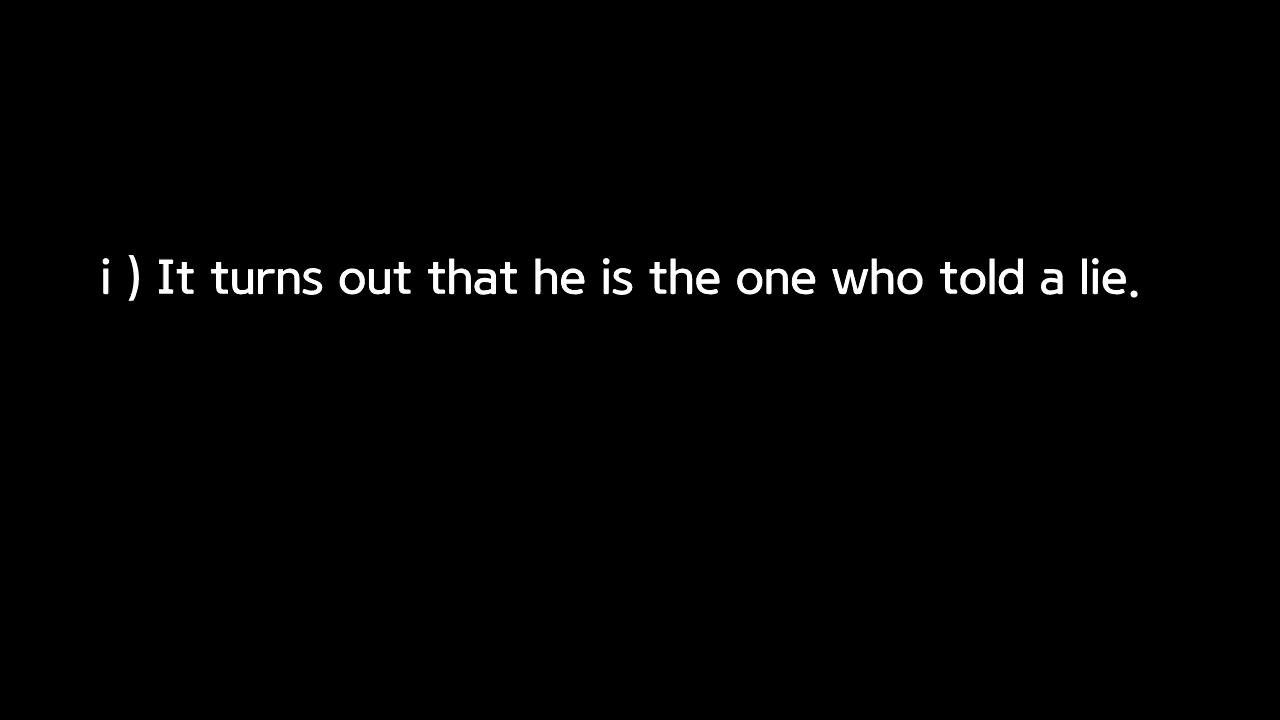 i ) It turns out that he is the one who told a lie.